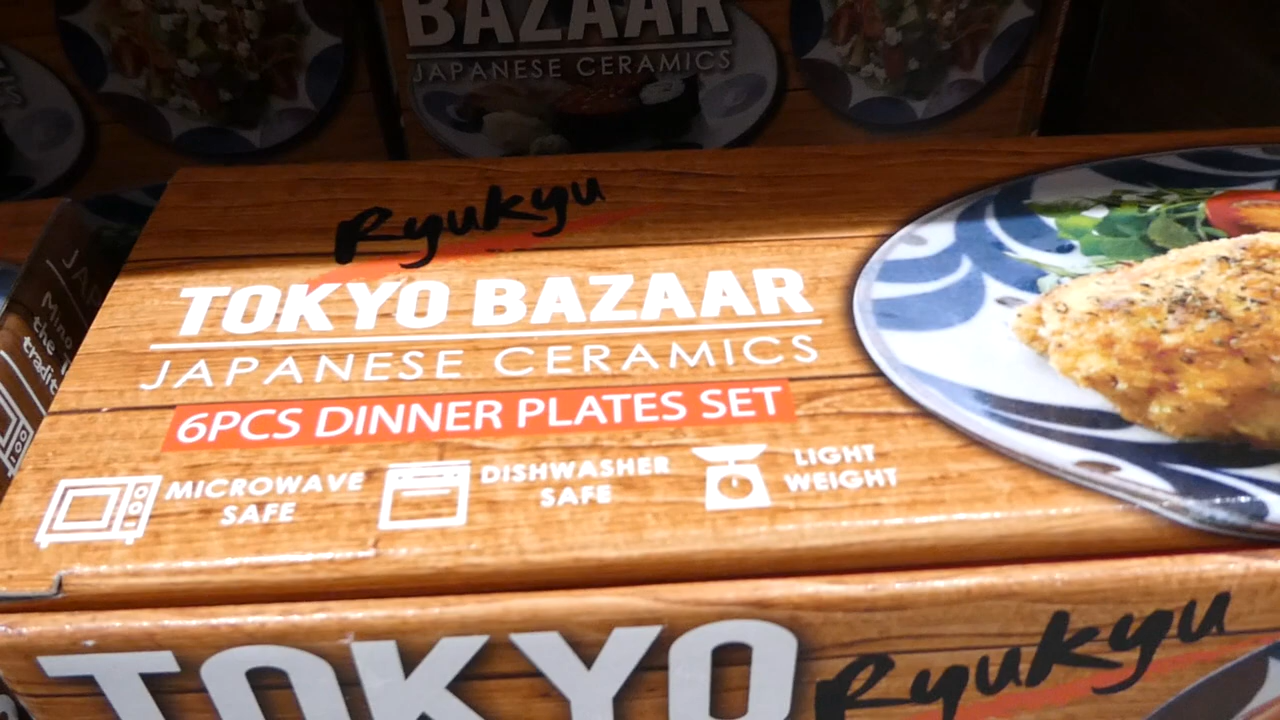 BAZAAR
JAPANESE CERAMICS
Ryukyu
TOKYO BAZAAR
JAPANESE CERAMICS
6PCS DINNER PLATES SET
MICROWAVE
SAFE
DISHWASHER
SAFE
LIGHT
WEIGHT
the
TOKYO
Ryukyu